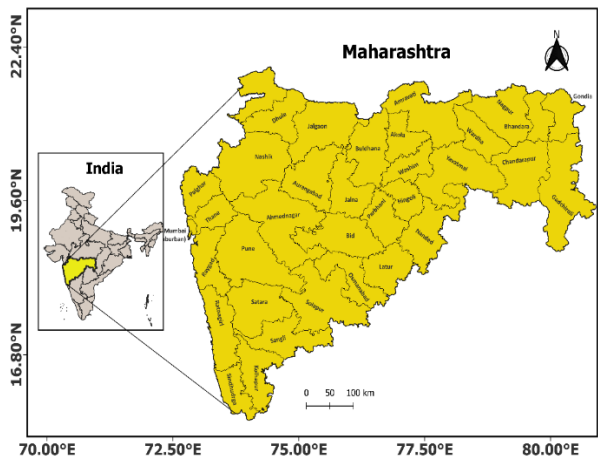 Maharashtra
N
22.40°N
19.60°N
16.80°N
India
Mumbai
Dhule
Jalgaon
Amravati
Nagpur
Gondia
Bhandara
Nashik
Buldhana
Akola
Wardha
Washim
Yavatmal
Chandarapur
Gadchiroli
Palghar
Aurangabad
Jalna
Parbhani
Hingoli
Thane
Ahmednagar
Bid
Nanded
Pune
Raigarh
Latur
Osmanabad
Satara
Solapur
Ratnagiri
Sangli
Sindhudurga
Kolhapur
0 50 100 km
70.00°E
72.50°E
75.00°E
77.50°E
80.00°E